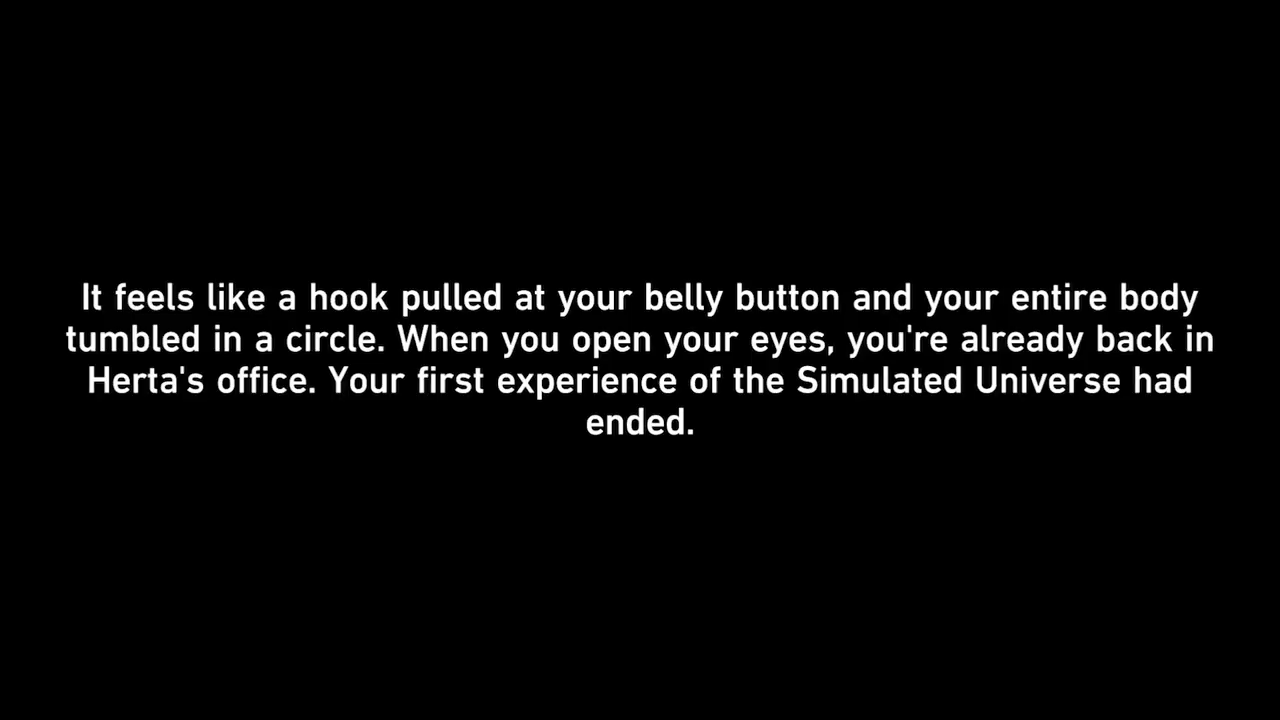 It feels like a hook pulled at your belly button and your entire body
tumbled in a circle. When you open your eyes, you're already back in
Herta's office. Your first experience of the Simulated Universe had
ended.